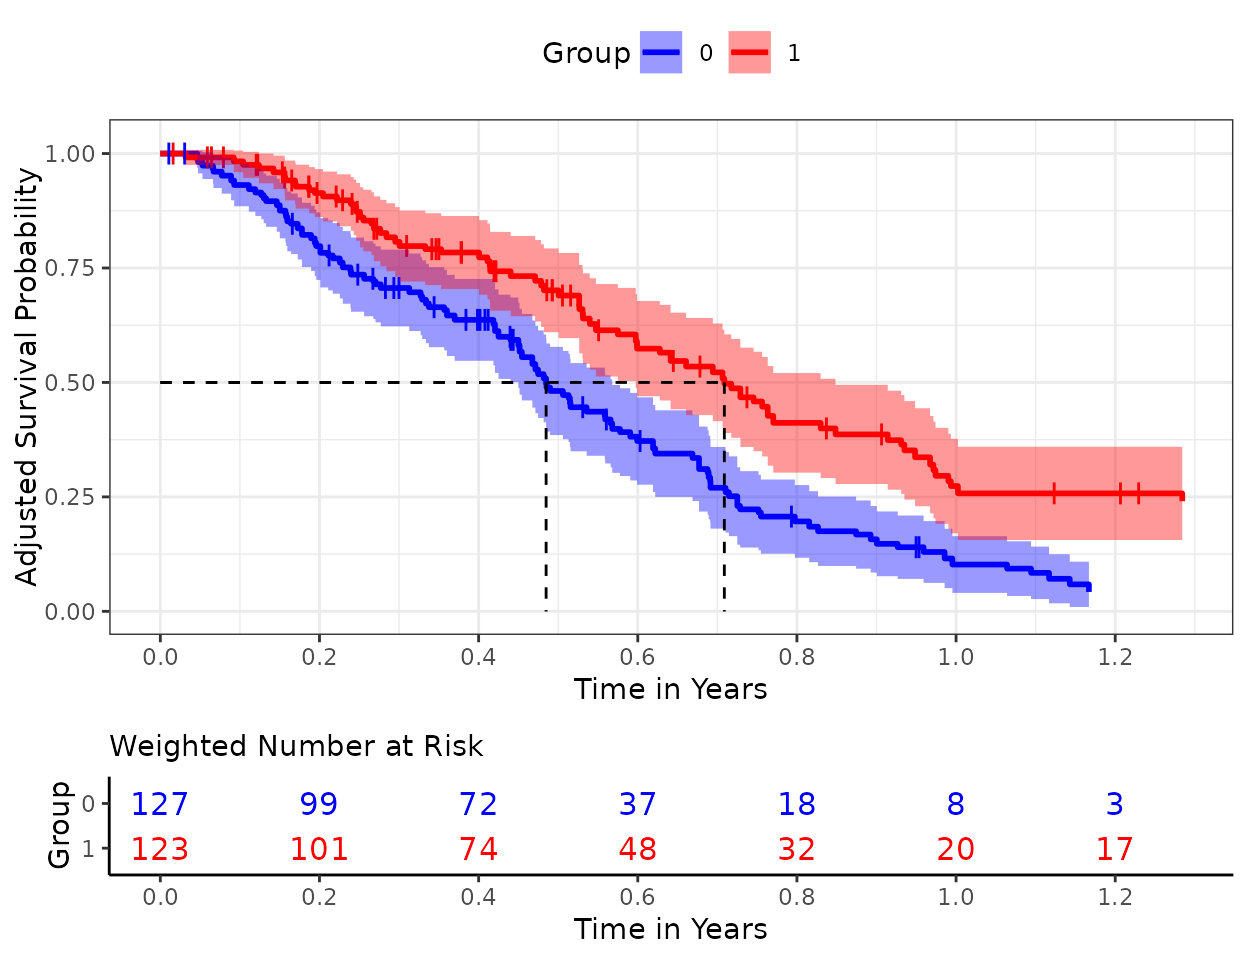 Group 0 1
Adjusted Survival Probability
1.00
0.75
0.50
0.25
0.00
0.0 0.2 0.4 0.6 0.8 1.0 1.2
Time in Years
Weighted Number at Risk
Group
0 127 99 72 37 18 8 3
1 123 101 74 48 32 20 17
0.0 0.2 0.4 0.6 0.8 1.0 1.2
Time in Years